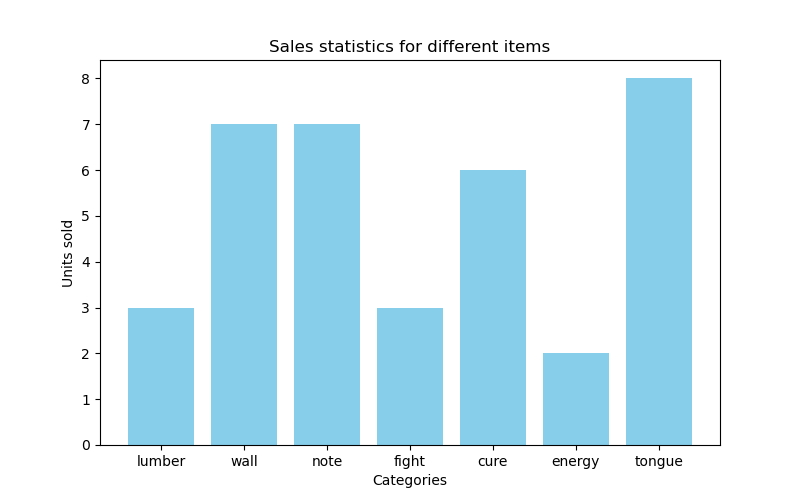 Sales statistics for different items
8
7
6
5
4
3
2
1
0
Units sold
lumber wall note fight cure energy tongue
Categories